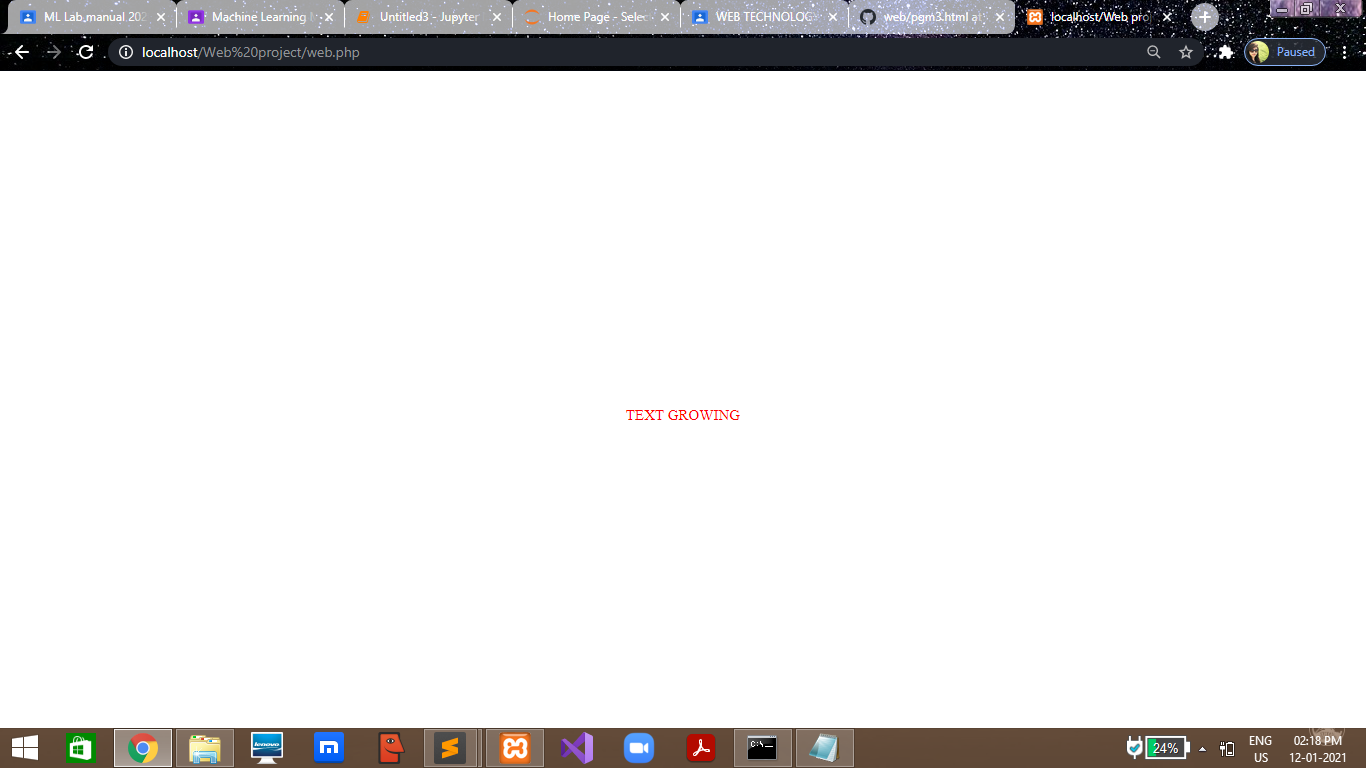 ML Lab manual 202
Machine Learning
Untitled3 - Jupyter
Home Page - Selec
WEB TECHNOLOG
web/pgm3.html at
localhost/Web pro
localhost/Web%20project/web.php
Paused
TEXT GROWING
lenovo
C:\
24%
ENG
US
02:18 PM
12-01-2021